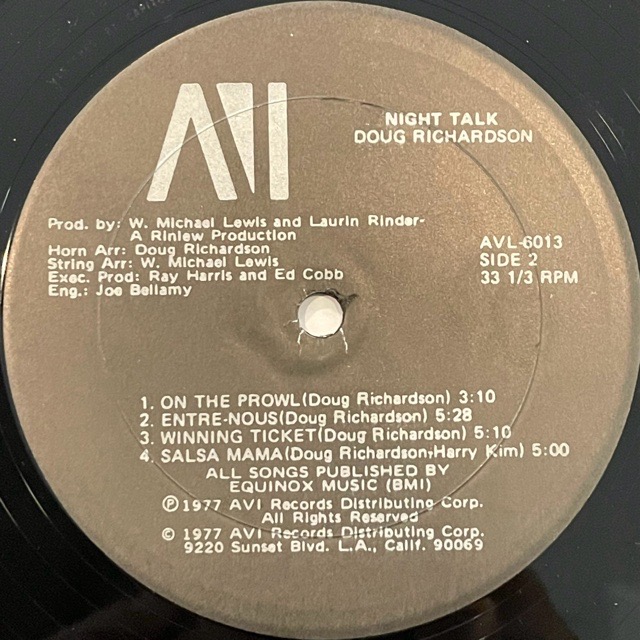 AVI
NIGHT TALK
DOUG RICHARDSON
Prod. by: W. Michael Lewis and Laurin Rinder-
A Rinlew Production
Horn Arr: Doug Richardson
String Arr: W. Michael Lewis
Exec. Prod: Ray Harris and Ed Cobb
Eng.: Joe Bellamy
AVL-6013
SIDE 2
33 1/3 RPM
1. ON THE PROWL(Doug Richardson) 3:10
2. ENTRE-NOUS(Doug Richardson) 5:28
3. WINNING TICKET(Doug Richardson) 5:10
4. SALSA MAMA(Doug Richardson-Harry Kim) 5:00
ALL SONGS PUBLISHED BY
EQUINOX MUSIC (BMI)
℗ 1977 AVI Records Distributing Corp.
All Rights Reserved
© 1977 AVI Records Distributing Corp.
9220 Sunset Blvd. L.A., Calif. 90069